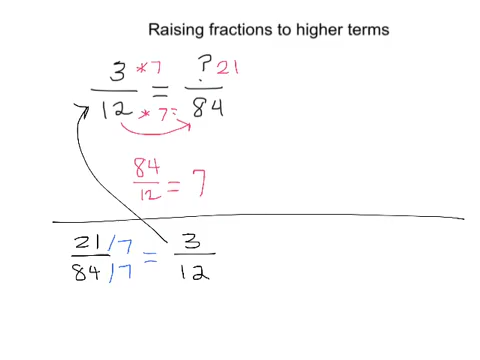 Raising fractions to higher terms
3 *7 = ? 21
12 *7= 84
84
12 = 7
21 /7 = 3
84 /7 12